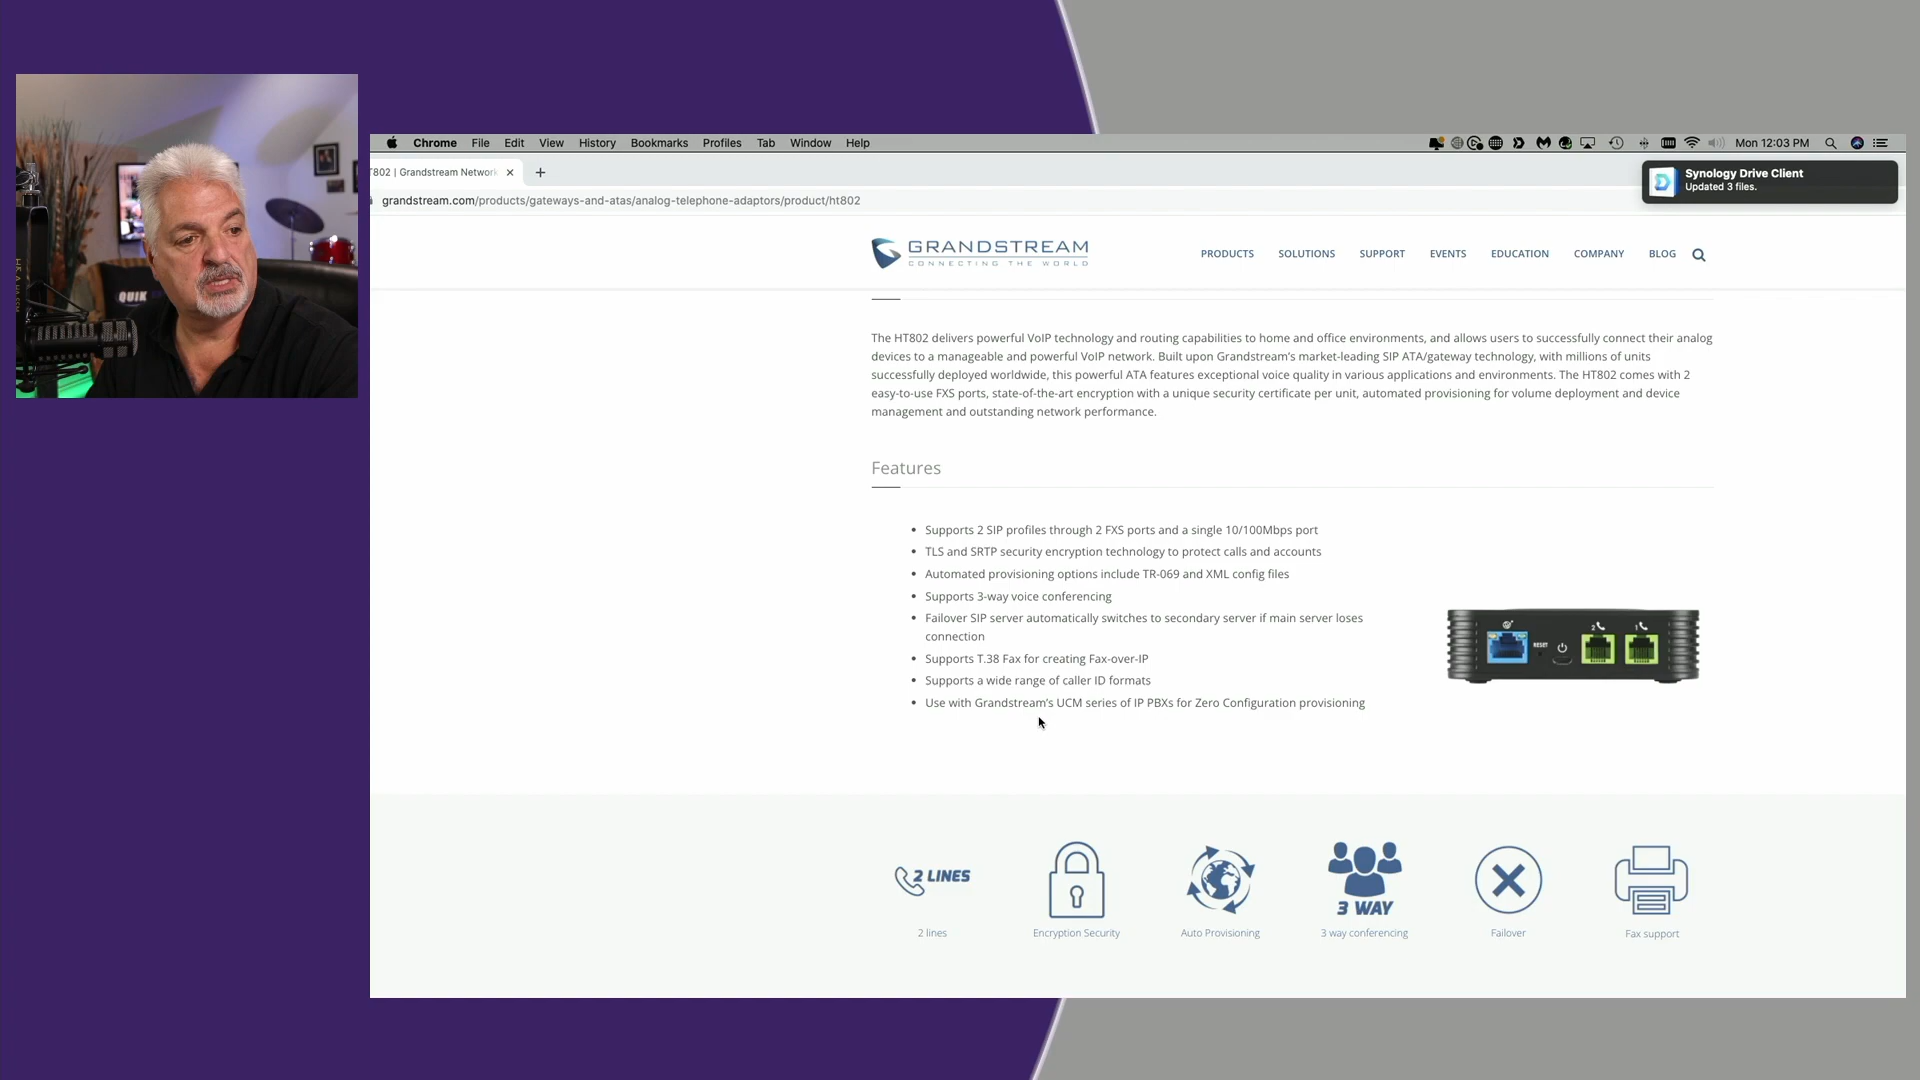 Chrome File Edit View History Bookmarks Profiles Tab Window Help
Mon 12:03 PM
T802 | Grandstream Network
Synology Drive Client
Updated 3 files.
grandstream.com/products/gateways-and-atas/analog-telephone-adaptors/product/ht802
GRANDSTREAM
CONNECTING THE WORLD
PRODUCTS SOLUTIONS SUPPORT EVENTS EDUCATION COMPANY BLOG
The HT802 delivers powerful VoIP technology and routing capabilities to home and office environments, and allows users to successfully connect their analog
devices to a manageable and powerful VoIP network. Built upon Grandstream's market-leading SIP ATA/gateway technology, with millions of units
successfully deployed worldwide, this powerful ATA features exceptional voice quality in various applications and environments. The HT802 comes with 2
easy-to-use FXS ports, state-of-the-art encryption with a unique security certificate per unit, automated provisioning for volume deployment and device
management and outstanding network performance.
Features
• Supports 2 SIP profiles through 2 FXS ports and a single 10/100Mbps port
• TLS and SRTP security encryption technology to protect calls and accounts
• Automated provisioning options include TR-069 and XML config files
• Supports 3-way voice conferencing
• Failover SIP server automatically switches to secondary server if main server loses
connection
• Supports T.38 Fax for creating Fax-over-IP
• Supports a wide range of caller ID formats
• Use with Grandstream's UCM series of IP PBXs for Zero Configuration provisioning
RESET
2
1
2 LINES
3 WAY
2 lines
Encryption Security
Auto Provisioning
3 way conferencing
Failover
Fax support
QUIK